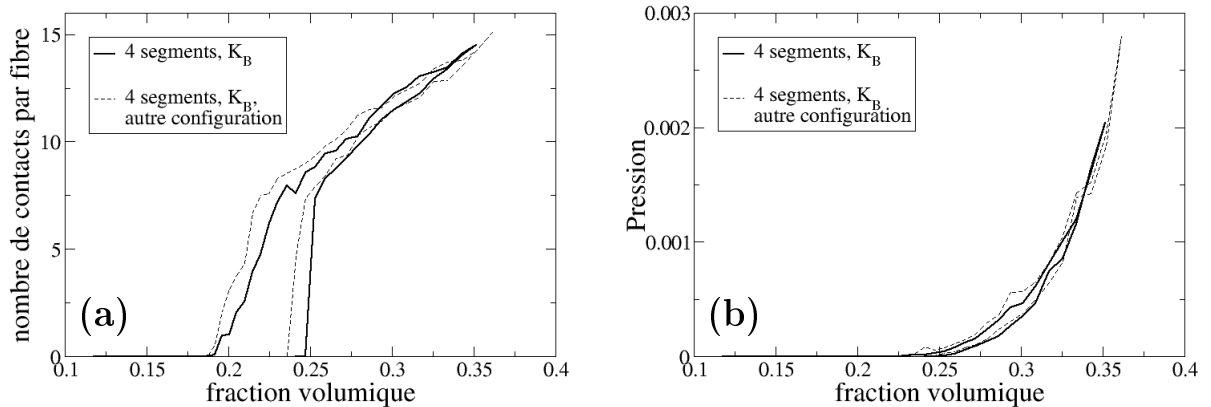 nombre de contacts par fibre
15
10
5
0
4 segments, K_B
4 segments, K_B,
autre configuration
(a)
0.1 0.15 0.2 0.25 0.3 0.35 0.4
fraction volumique
Pression
0.003
0.002
0.001
0
4 segments, K_B
4 segments, K_B
autre configuration
(b)
0.1 0.15 0.2 0.25 0.3 0.35 0.4
fraction volumique